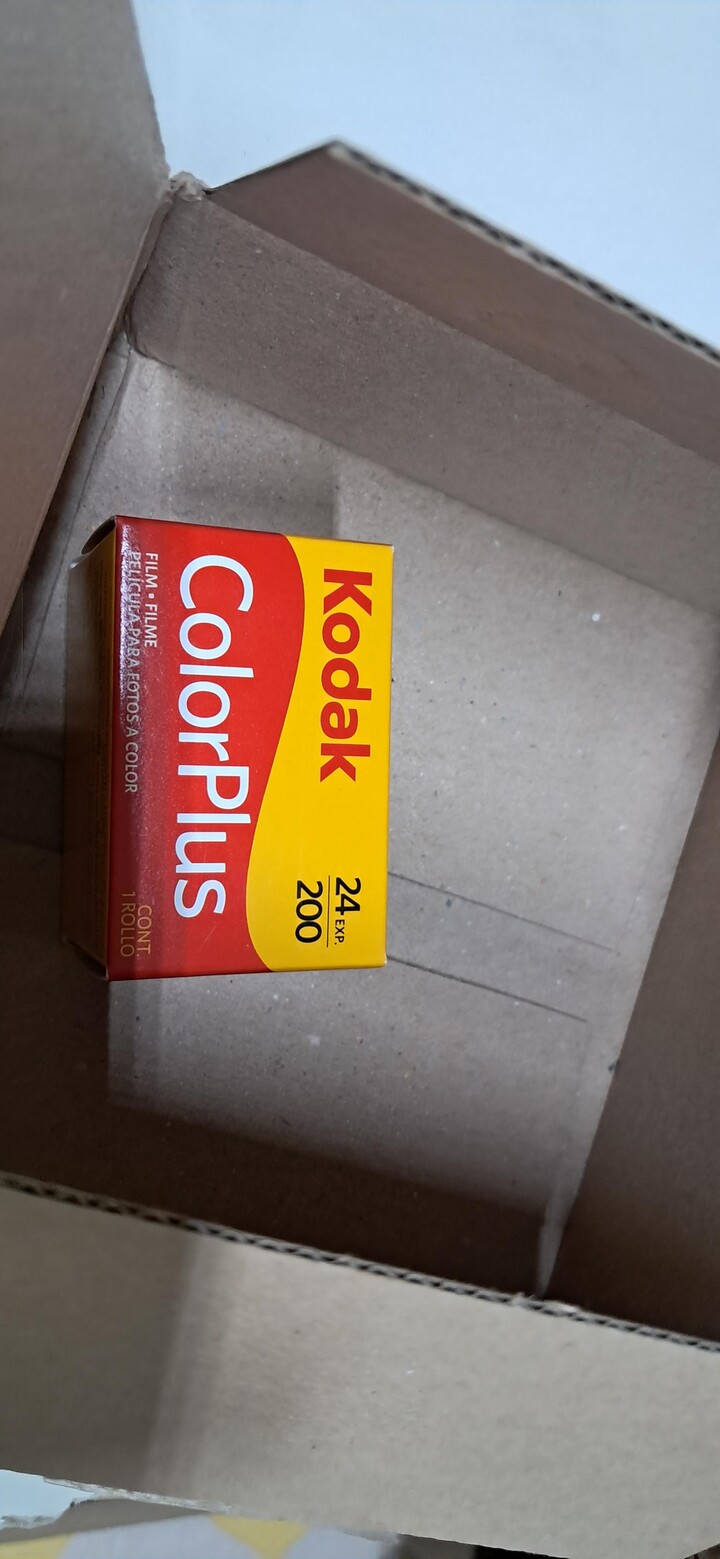 Kodak
24 EXP.
200
ColorPlus
FILM • FILME
PELÍCULA PARA FOTOS A COLOR
CONT.
1 ROLLO